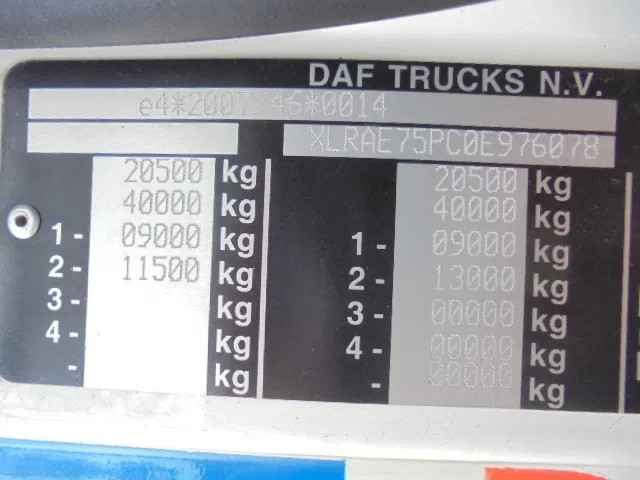 DAF TRUCKS N.V.
e4*2007*46*0014
XLRAE75PC0E976078
20500 kg 20500 kg
40000 kg 40000 kg
1 - 09000 kg 1 - 09000 kg
2 - 11500 kg 2 - 13000 kg
3 - kg 3 - 00000 kg
4 - kg 4 - 00000 kg
- kg - 00000 kg